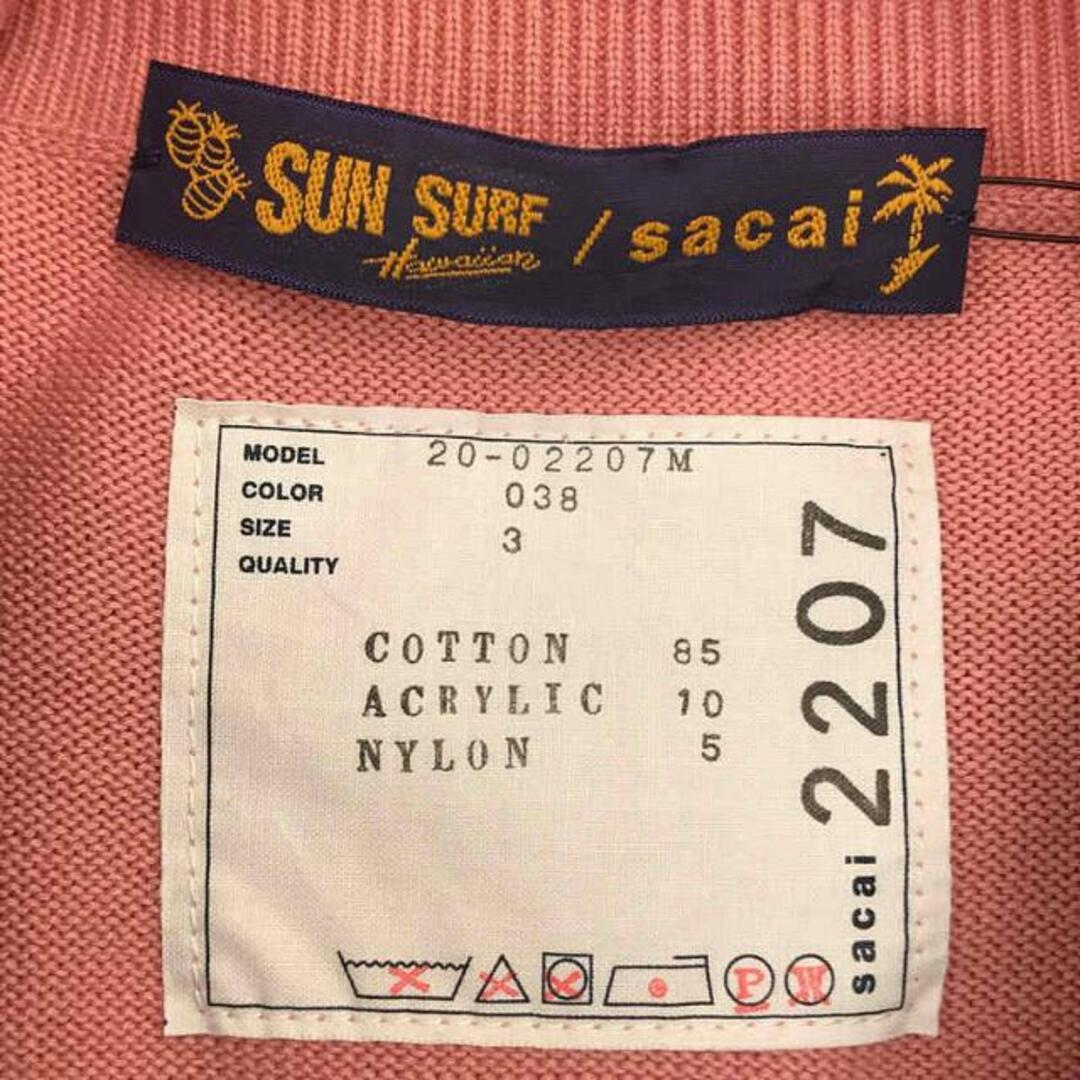 SUN SURF / sacai
Hawaiian
MODEL 20-02207M
COLOR 038
SIZE 3
QUALITY
COTTON 85
ACRYLIC 10
NYLON 5
sacai 2207
P W